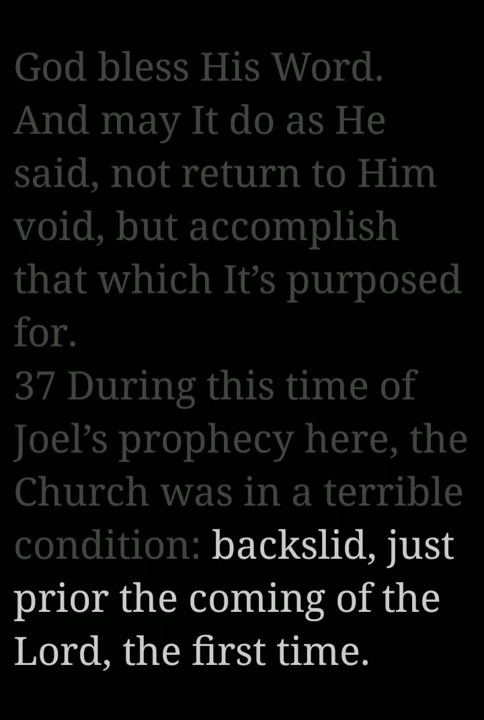 God bless His Word.
And may It do as He
said, not return to Him
void, but accomplish
that which It’s purposed
for.
37 During this time of
Joel’s prophecy here, the
Church was in a terrible
condition: backslid, just
prior the coming of the
Lord, the first time.